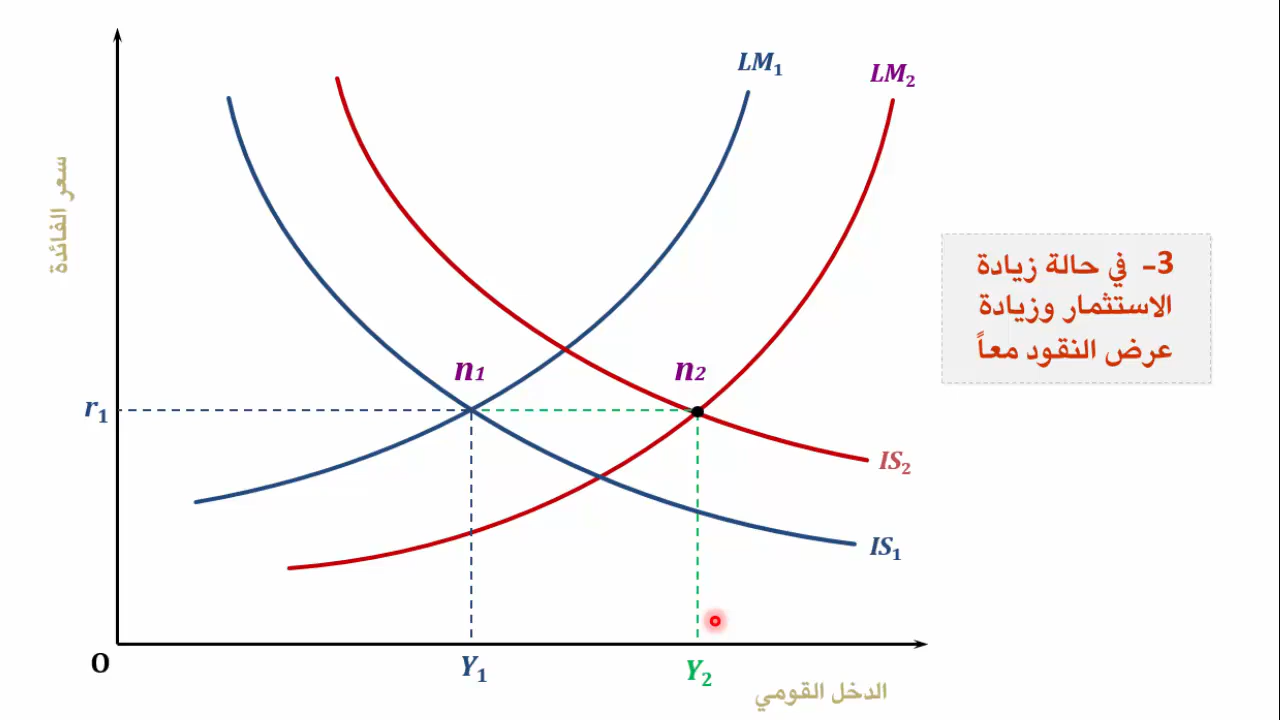 LM₁
LM₂
سعر الفائدة
3- في حالة زيادة
الاستثمار وزيادة
عرض النقود معاً
n₁
n₂
r₁
IS₂
IS₁
O
Y₁
Y₂
الدخل القومي